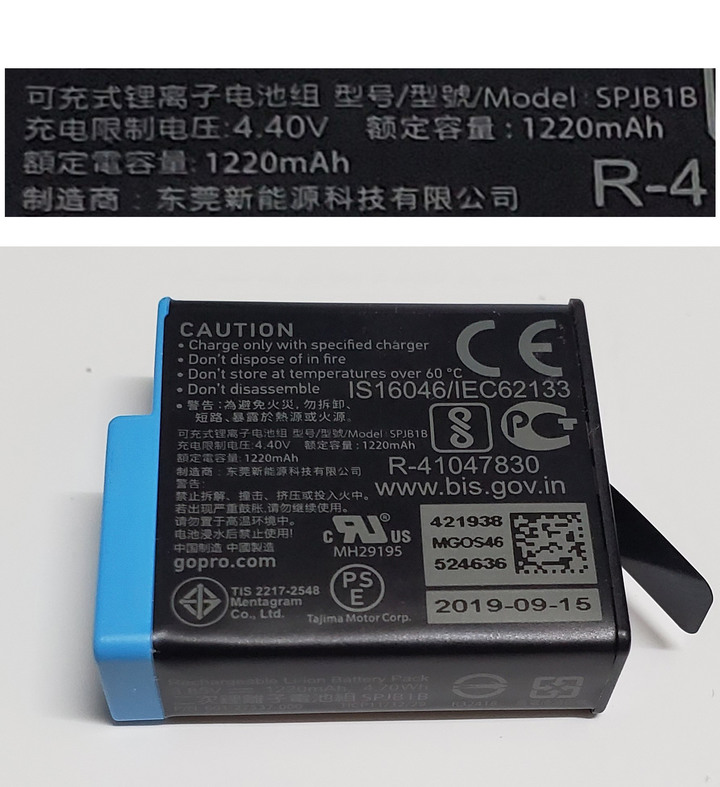 可充式锂离子电池组 型号/型號/Model : SPJB1B
充电限制电压:4.40V 额定容量:1220mAh
額定電容量: 1220mAh
制造商:东莞新能源科技有限公司
R-4
CAUTION
• Charge only with specified charger
• Don't dispose of in fire
• Don't store at temperatures over 60 °C
• Don't disassemble
CE
IS16046/IEC62133
• 警告:為避免火災,勿拆卸、
短路、暴露於熱源或火源。
可充式锂离子电池组 型号/型號/Model: SPJB1B
充电限制电压:4.40V 额定容量:1220mAh
額定電容量: 1220mAh
制造商:东莞新能源科技有限公司
R-41047830
www.bis.gov.in
警告:
禁止拆解、撞击、挤压或投入火中。
若出现严重鼓胀,请勿继续使用。
请勿置于高温环境中。
电池浸水后禁止使用!
中国制造 中國製造
gopro.com
c RU® US
MH29195
421938
MGOS46
524636
2019-09-15
TIS 2217-2548
Mentagram
Co., Ltd.
PSE
Tajima Motor Corp.
Rechargeable Li-ion Battery Pack
1220mAh, 4.70Wh
電池組 SPJB1B